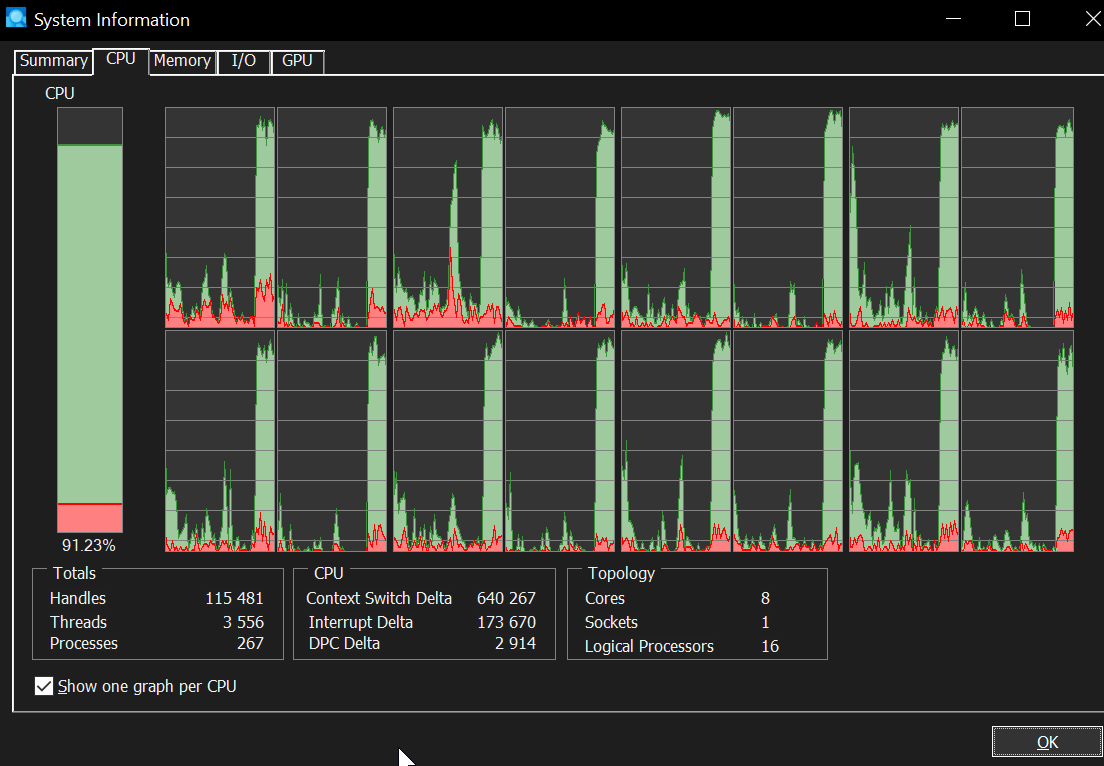 System Information
Summary CPU Memory I/O GPU
CPU
91.23%
Totals
Handles 115 481
Threads 3 556
Processes 267
CPU
Context Switch Delta 640 267
Interrupt Delta 173 670
DPC Delta 2 914
Topology
Cores 8
Sockets 1
Logical Processors 16
Show one graph per CPU
OK